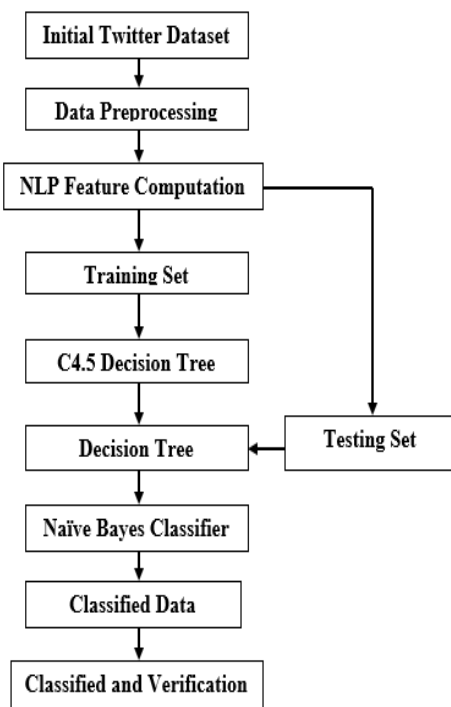 Initial Twitter Dataset
Data Preprocessing
NLP Feature Computation
Training Set
C4.5 Decision Tree
Decision Tree
Testing Set
Naïve Bayes Classifier
Classified Data
Classified and Verification